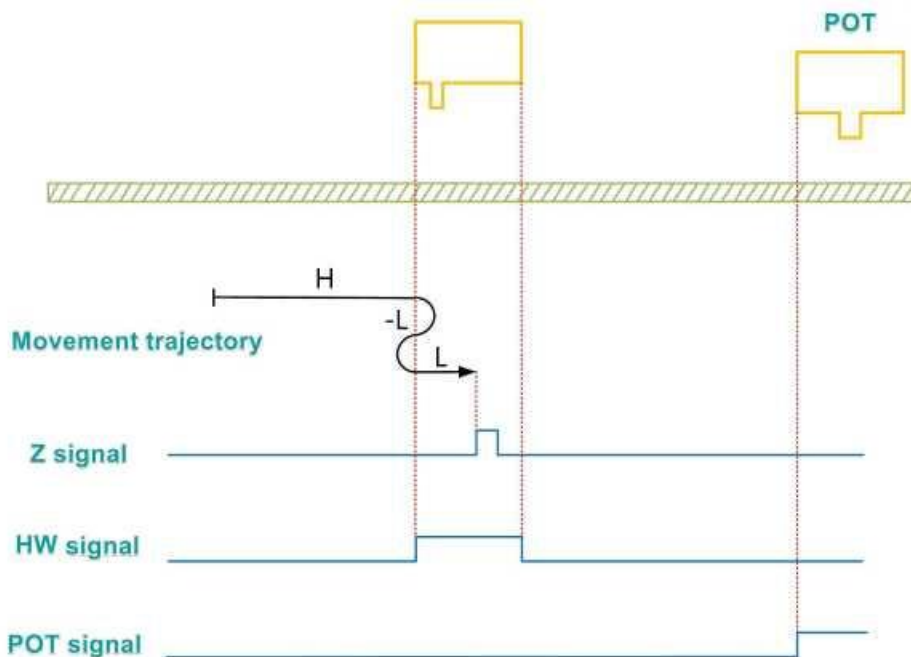 POT
H
-L
Movement trajectory
L
Z signal
HW signal
POT signal